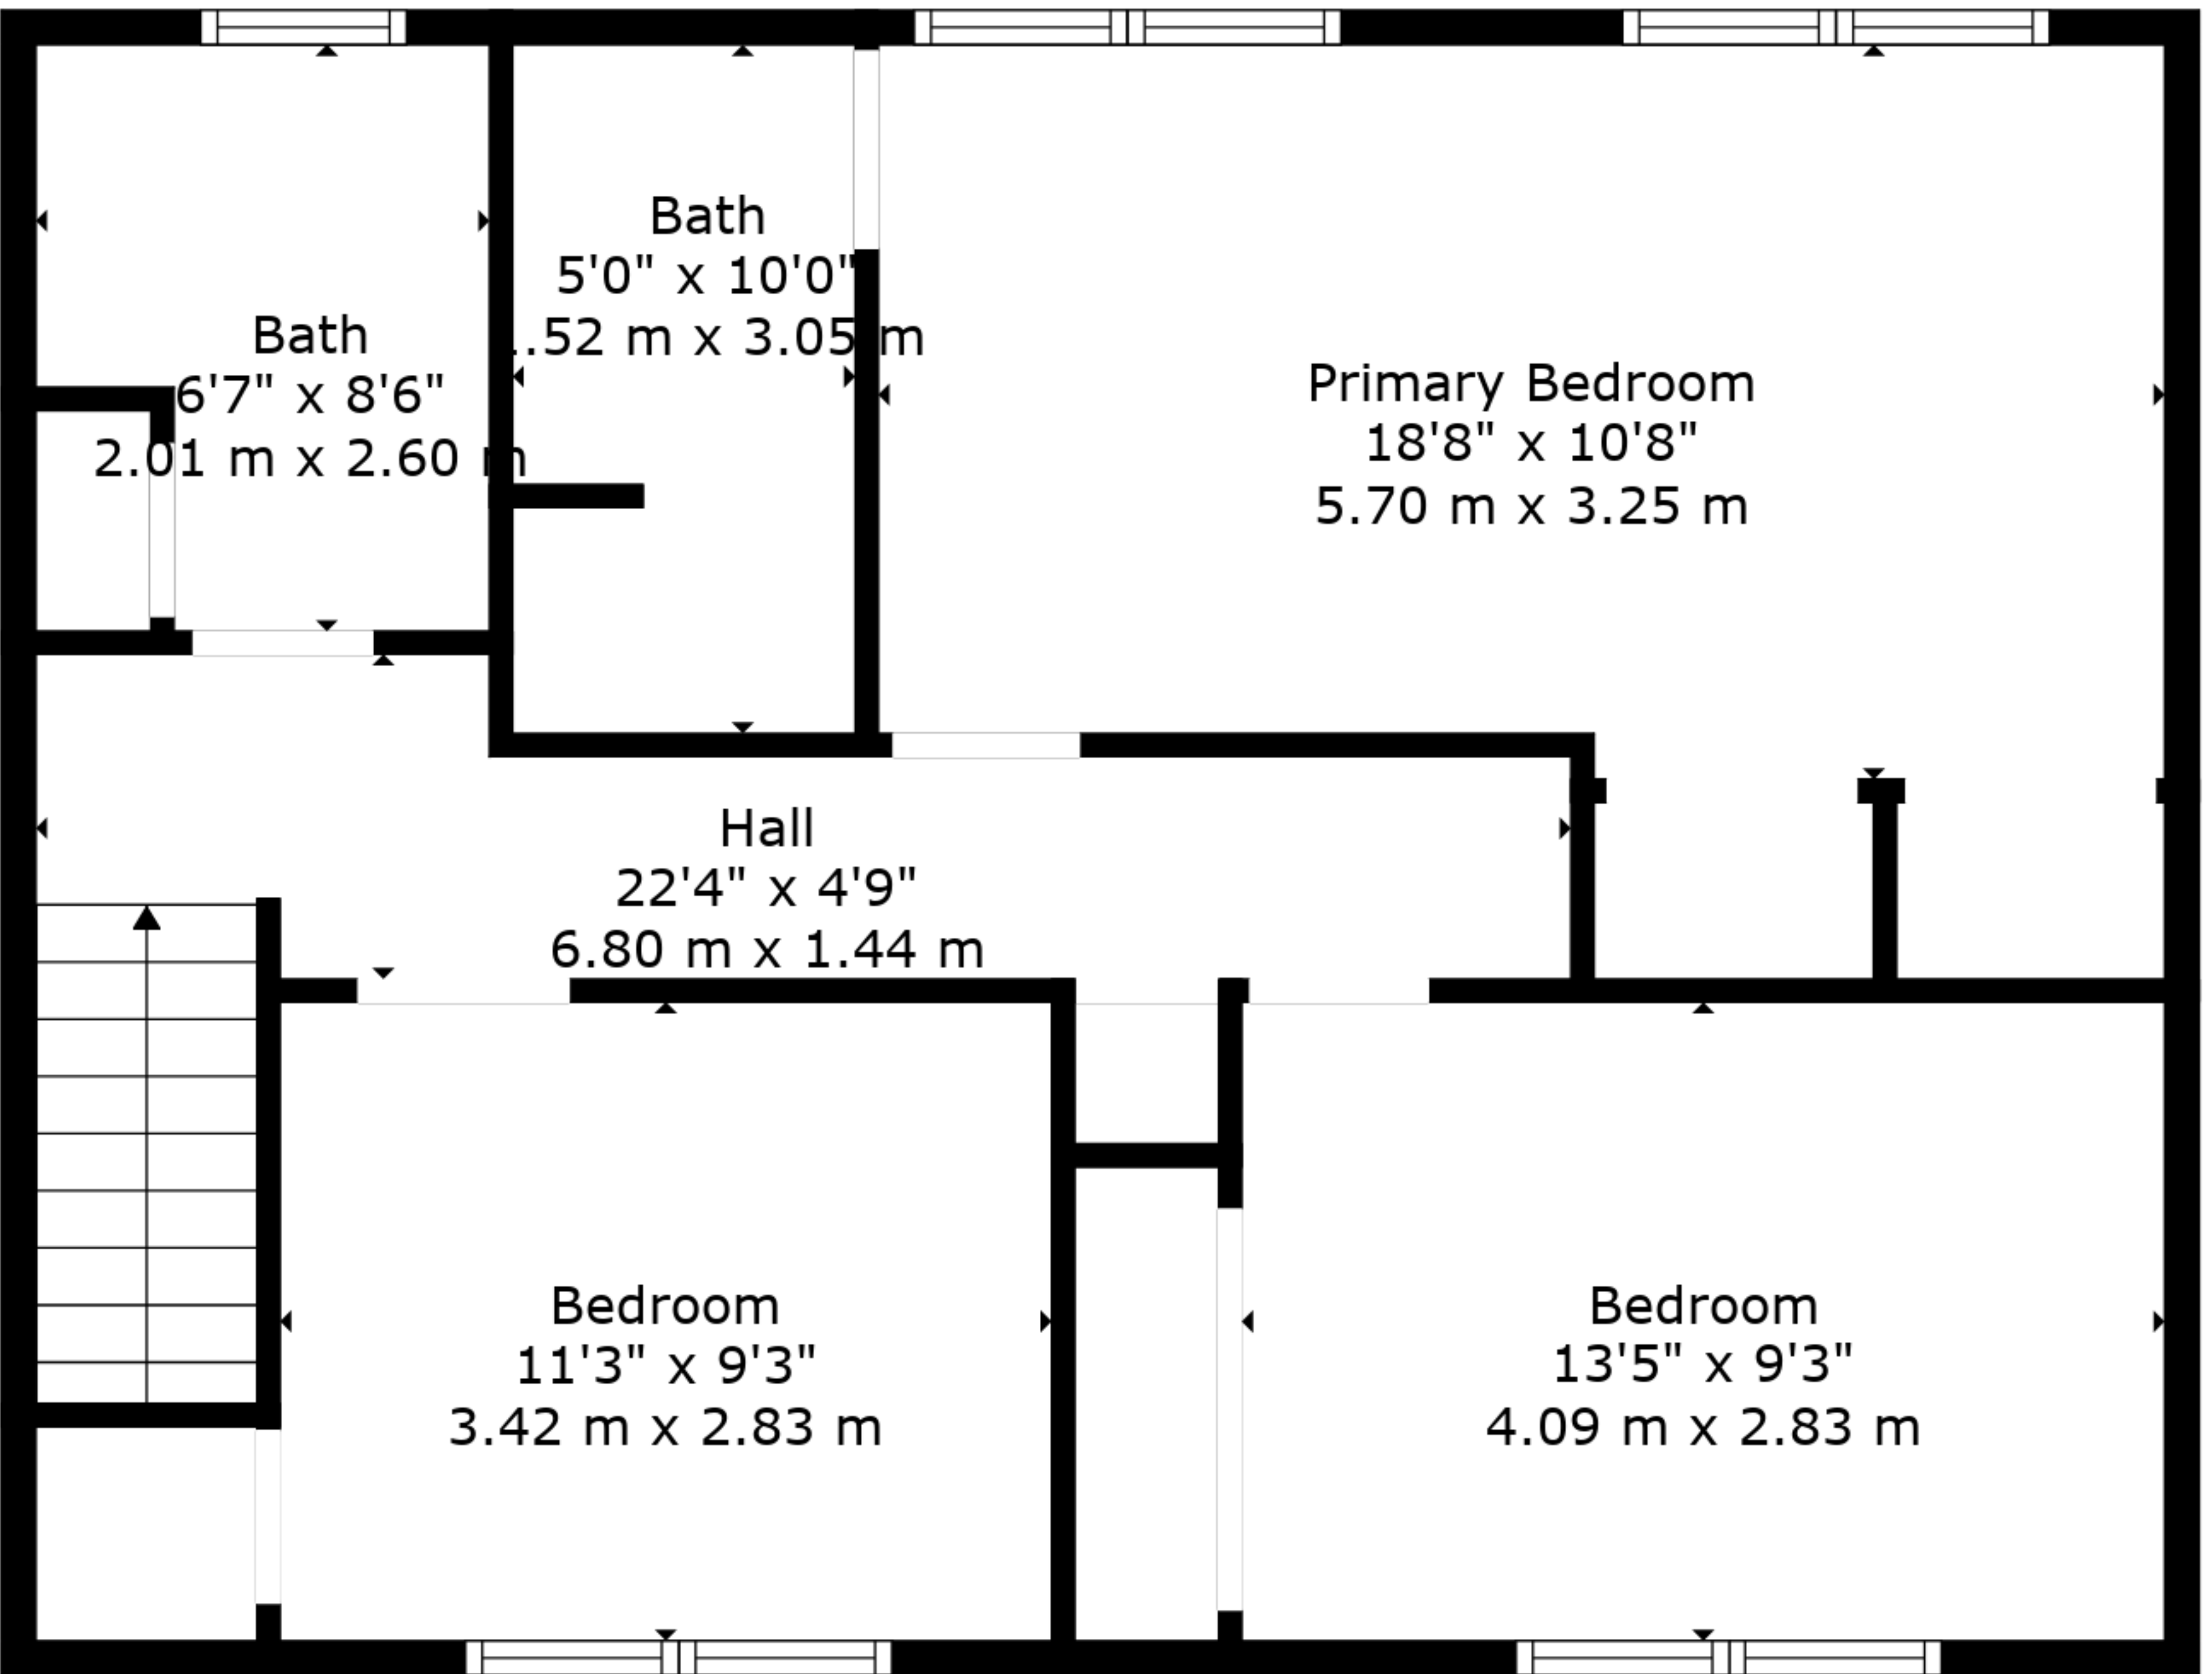 Bath
5'0" x 10'0"
.52 m x 3.05 m
Bath
6'7" x 8'6"
2.01 m x 2.60 m
Primary Bedroom
18'8" x 10'8"
5.70 m x 3.25 m
Hall
22'4" x 4'9"
6.80 m x 1.44 m
Bedroom
11'3" x 9'3"
3.42 m x 2.83 m
Bedroom
13'5" x 9'3"
4.09 m x 2.83 m